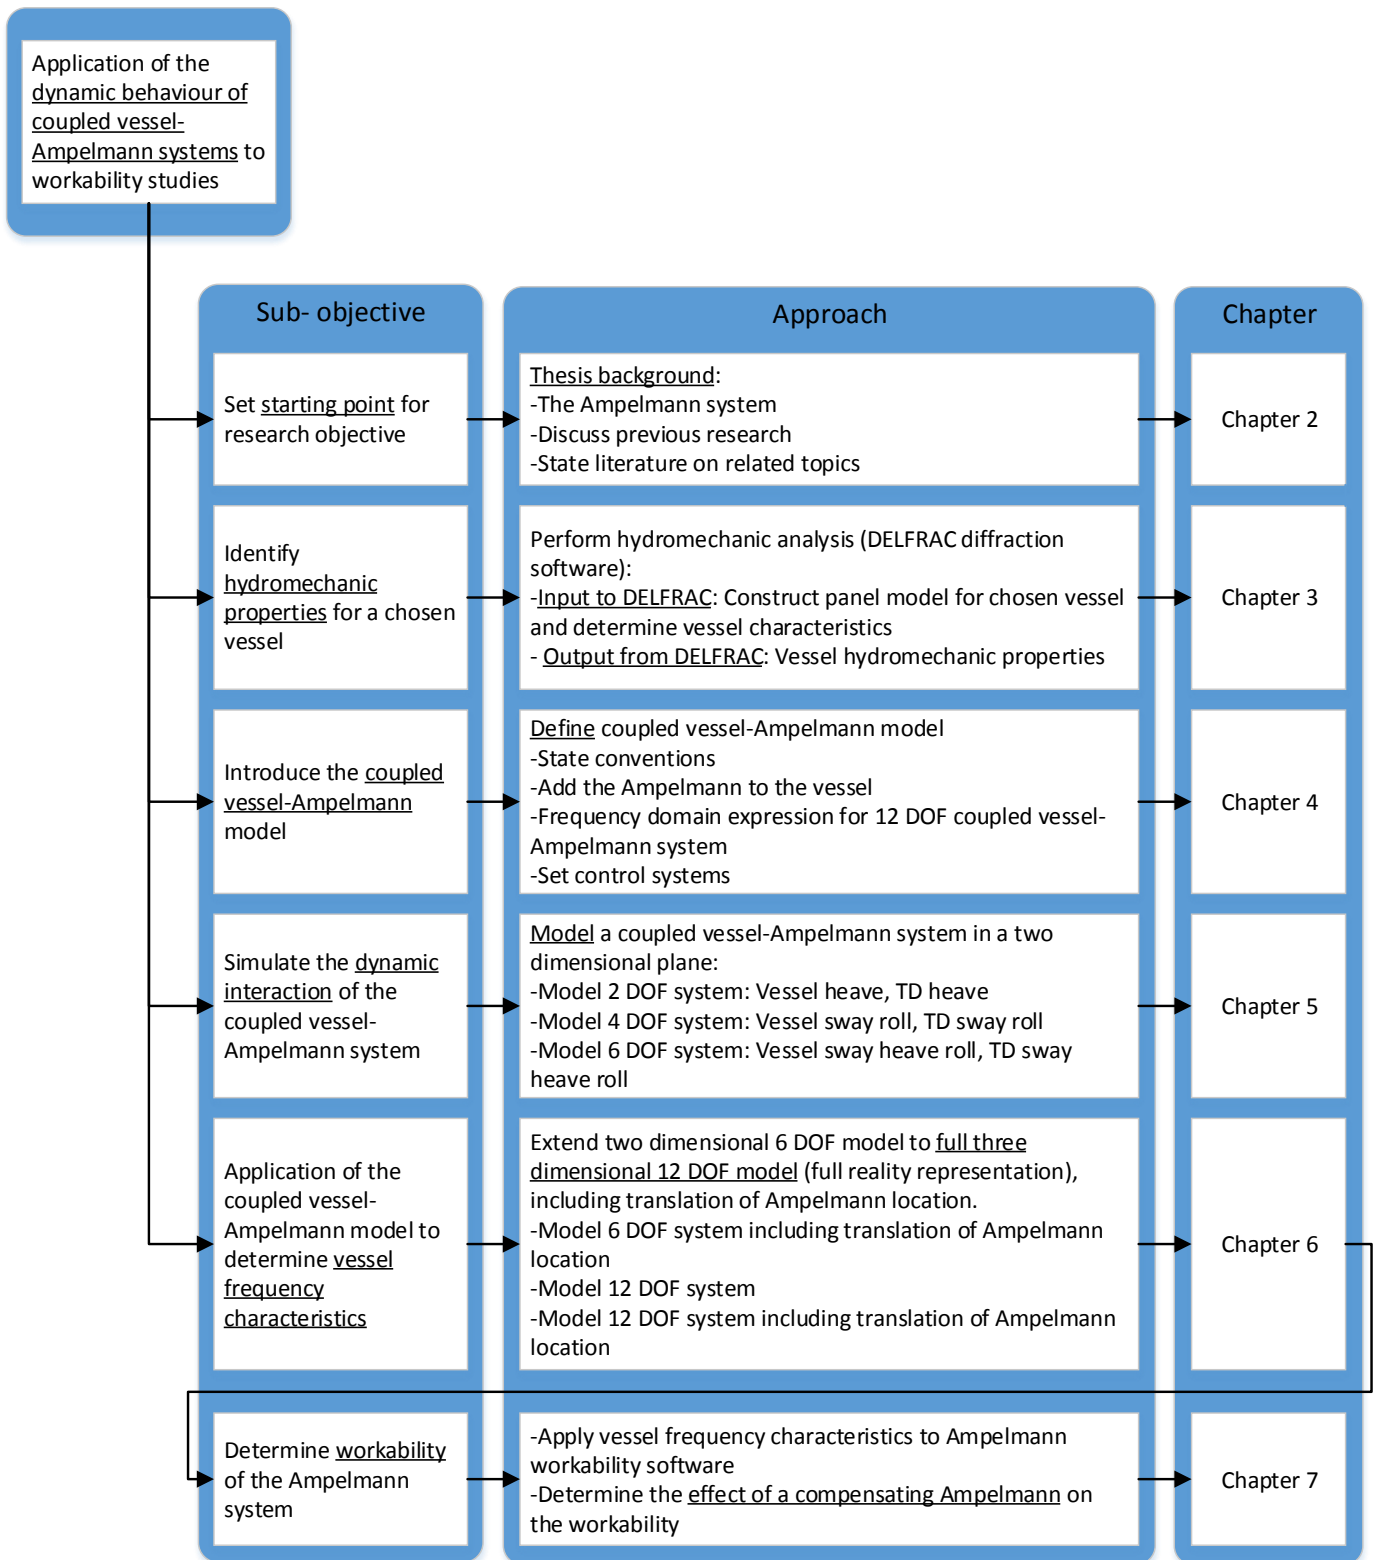 Application of the
dynamic behaviour of
coupled vessel-
Ampelmann systems to
workability studies
Sub- objective
Approach
Chapter
Set starting point for
research objective
Thesis background:
-The Ampelmann system
-Discuss previous research
-State literature on related topics
Chapter 2
Identify
hydromechanic
properties for a chosen
vessel
Perform hydromechanic analysis (DELFRAC diffraction
software):
-Input to DELFRAC: Construct panel model for chosen vessel
and determine vessel characteristics
- Output from DELFRAC: Vessel hydromechanic properties
Chapter 3
Introduce the coupled
vessel-Ampelmann
model
Define coupled vessel-Ampelmann model
-State conventions
-Add the Ampelmann to the vessel
-Frequency domain expression for 12 DOF coupled vessel-
Ampelmann system
-Set control systems
Chapter 4
Simulate the dynamic
interaction of the
coupled vessel-
Ampelmann system
Model a coupled vessel-Ampelmann system in a two
dimensional plane:
-Model 2 DOF system: Vessel heave, TD heave
-Model 4 DOF system: Vessel sway roll, TD sway roll
-Model 6 DOF system: Vessel sway heave roll, TD sway
heave roll
Chapter 5
Application of the
coupled vessel-
Ampelmann model to
determine vessel
frequency
characteristics
Extend two dimensional 6 DOF model to full three
dimensional 12 DOF model (full reality representation),
including translation of Ampelmann location.
-Model 6 DOF system including translation of Ampelmann
location
-Model 12 DOF system
-Model 12 DOF system including translation of Ampelmann
location
Chapter 6
Determine workability
of the Ampelmann
system
-Apply vessel frequency characteristics to Ampelmann
workability software
-Determine the effect of a compensating Ampelmann on
the workability
Chapter 7